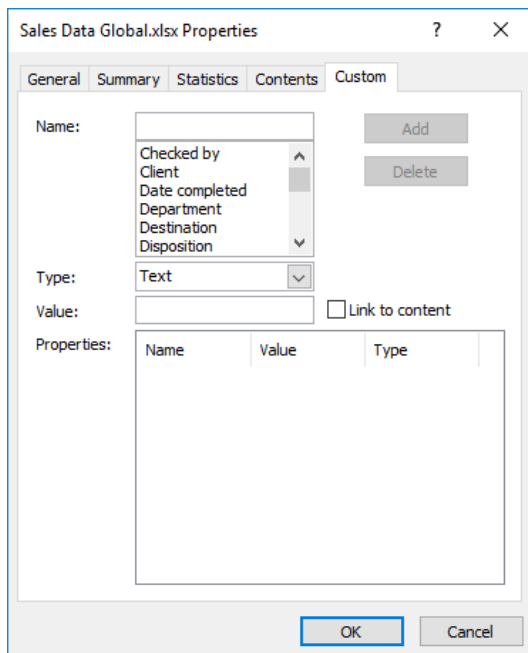 Sales Data Global.xlsx Properties ?
General Summary Statistics Contents Custom
Name:
Add
Checked by
Client
Delete
Date completed
Department
Destination
Disposition
Type: Text
Value: Link to content
Properties: Name Value Type
OK Cancel